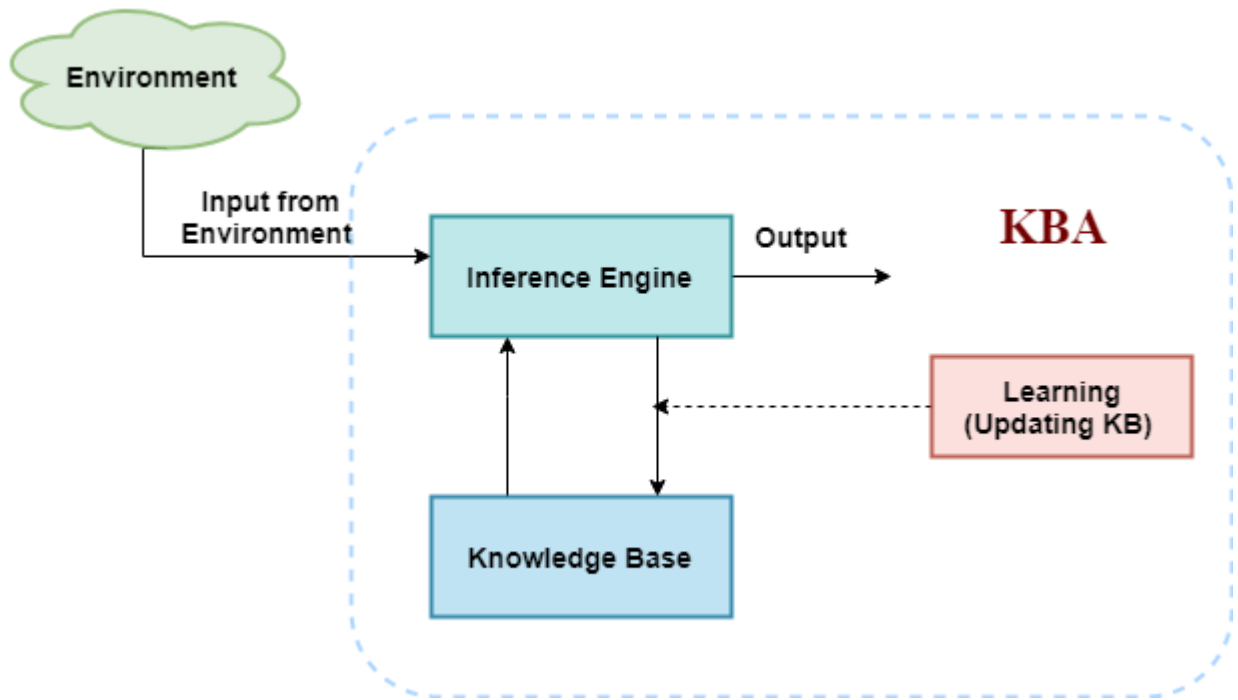 Environment
Input from
Environment
Inference Engine
Output
KBA
Learning
(Updating KB)
Knowledge Base